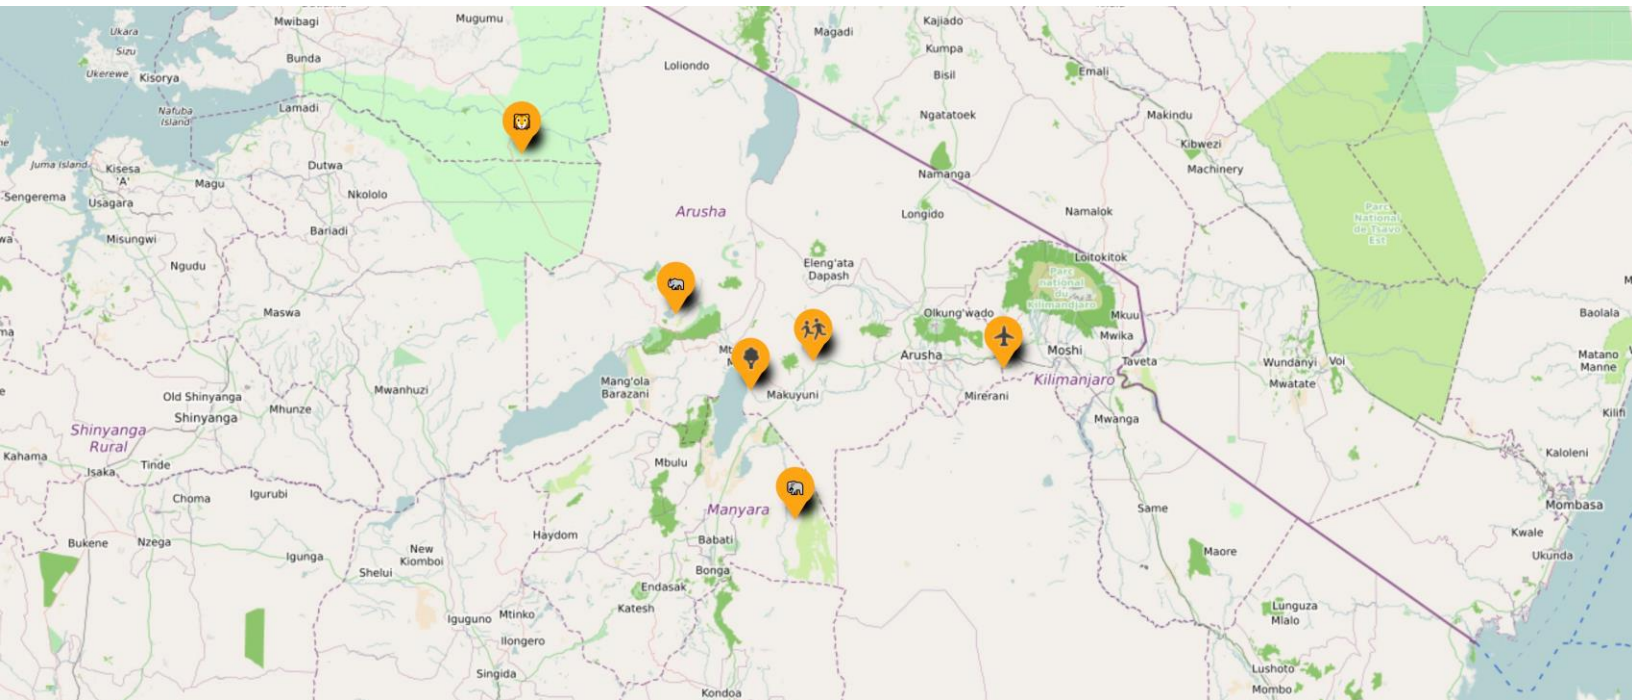 Mwibagi
Mugumu
Kajiado
Magadi
Ukara
Sizu
Kumpa
Bunda
Loliondo
Emali
Bisil
Ukerewe
Kisorya
Lamadi
Nafuba
Island
Ngatatoek
Makindu
Kibwezi
Juma Island
Kisesa
'A'
Dutwa
Machinery
Namanga
Magu
Sengerema
Usagara
Nkololo
Arusha
Longido
Namalok
Parc
National
de Tsavo
Est
Misungwi
Bariadi
Ngudu
Eleng'ata
Dapash
Loitokitok
Parc
national
du
Kilimandjaro
Maswa
Olkung'wado
Mkuu
Baolala
Mwika
Arusha
Moshi
Taveta
Wundanyi
Voi
Matano
Manne
Kilimanjaro
Mwatate
Mang'ola
Barazani
Mwanhuzi
Old Shinyanga
Makuyuni
Mirerani
Mhunze
Shinyanga
Mwanga
Kilifi
Shinyanga
Rural
Kahama
Tinde
Isaka
Mbulu
Kaloleni
Choma
Igurubi
Manyara
Same
Mombasa
Bukene
Nzega
Haydom
Babati
Kwale
Igunga
New
Kiomboi
Maore
Ukunda
Shelui
Bonga
Endasak
Katesh
Iguguno
Mtinko
Lunguza
Mlalo
Ilongero
Singida
Lushoto
Kondoa
Mombo